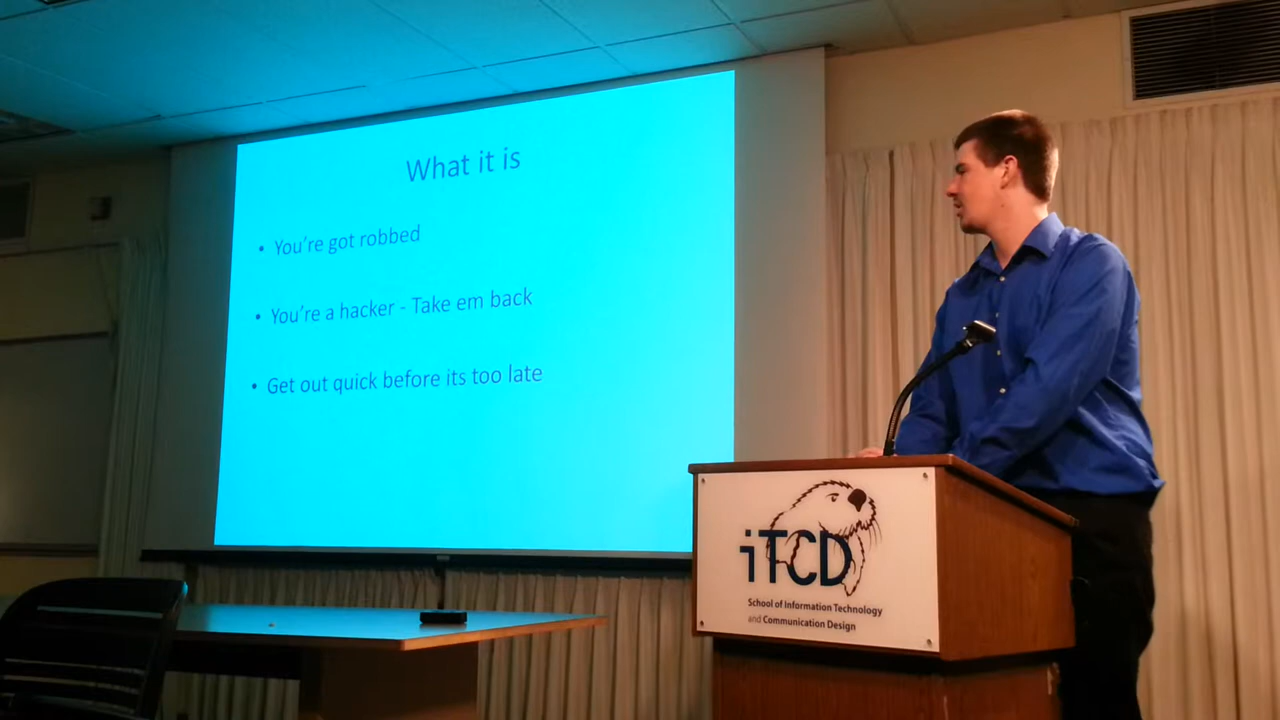 What it is
• You're got robbed
• You're a hacker - Take em back
• Get out quick before its too late
iTCD
School of Information Technology
and Communication Design